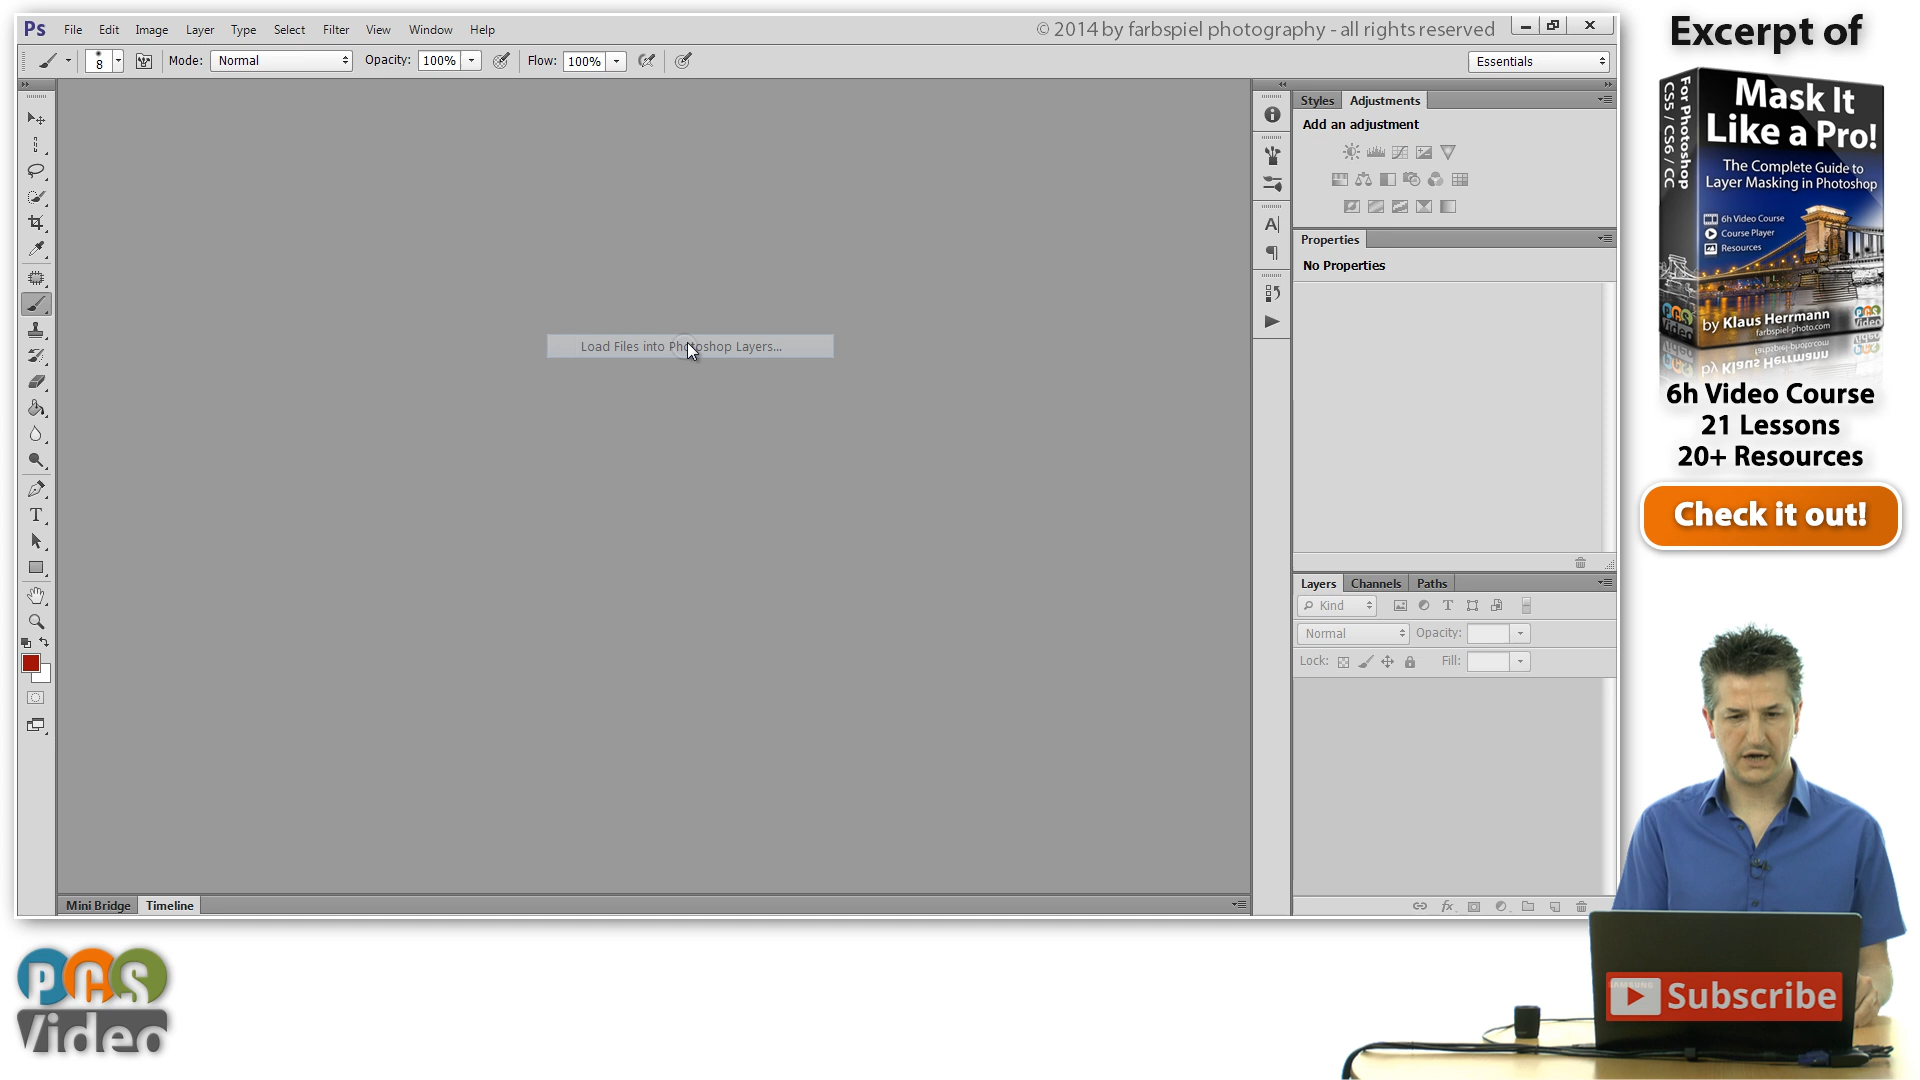 Ps File Edit Image Layer Type Select Filter View Window Help
© 2014 by farbspiel photography - all rights reserved
8 Mode: Normal Opacity: 100% Flow: 100% Essentials
Styles Adjustments
Add an adjustment
Properties
No Properties
Load Files into Photoshop Layers...
Layers Channels Paths
Kind
Normal Opacity:
Lock: Fill:
fx
Mini Bridge Timeline
Excerpt of
For Photoshop
CS5 / CS6 / CC
Mask It
Like a Pro!
The Complete Guide to
Layer Masking in Photoshop
6h Video Course
Course Player
Resources
by Klaus Herrmann
farbspiel-photo.com
PCS
Video
6h Video Course
21 Lessons
20+ Resources
Check it out!
PCS
Video
SAMSUNG
Subscribe